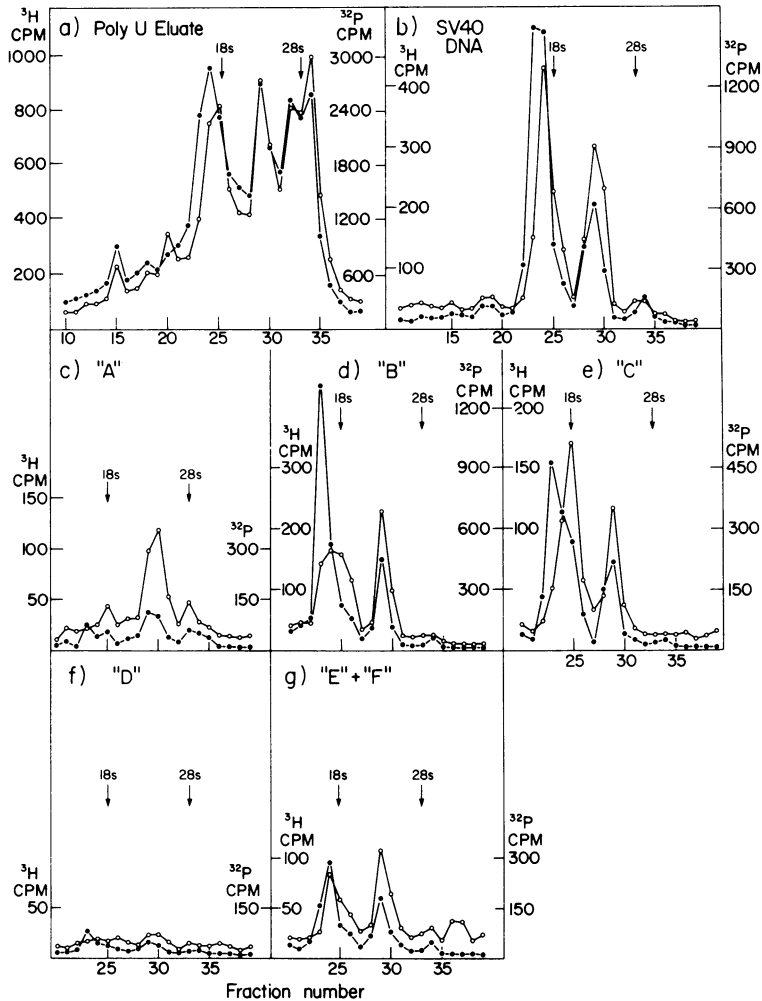 a) Poly U Eluate
³H
CPM
³²P
CPM
18s
28s
1000
800
600
400
200
3000
2400
1800
1200
600
10 15 20 25 30 35
b) SV40
DNA
³H
CPM
³²P
CPM
18s
28s
400
300
200
100
1200
900
600
300
15 20 25 30 35
c) "A"
³H
CPM
18s
28s
³²P
150
100
50
300
150
d) "B"
³H
CPM
³²P
CPM
18s
28s
300
200
100
1200
900
600
300
e) "C"
³H
CPM
³²P
CPM
18s
28s
200
150
100
450
300
150
25 30 35
f) "D"
18s
28s
³H
CPM
³²P
CPM
50
150
25 30 35
g) "E"+"F"
18s
28s
³H
CPM
³²P
CPM
100
50
300
150
25 30 35
Fraction number